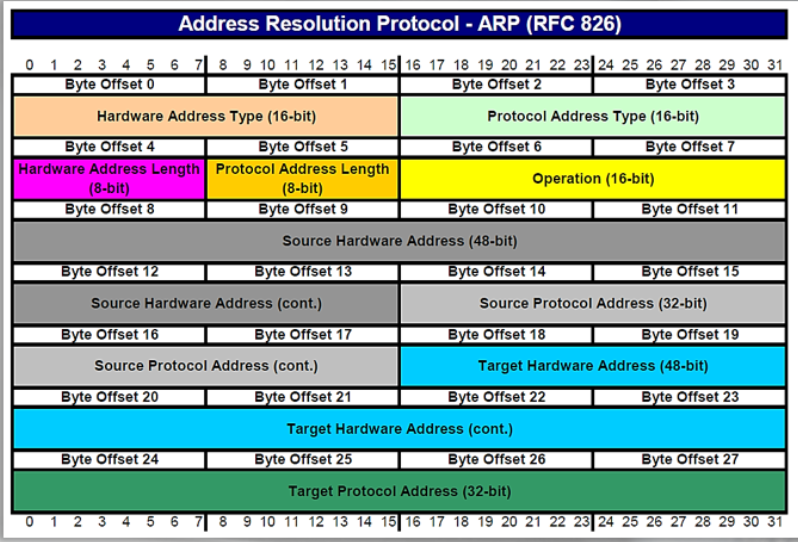 Address Resolution Protocol - ARP (RFC 826)
0 1 2 3 4 5 6 7 8 9 10 11 12 13 14 15 16 17 18 19 20 21 22 23 24 25 26 27 28 29 30 31
Byte Offset 0 Byte Offset 1 Byte Offset 2 Byte Offset 3
Hardware Address Type (16-bit) Protocol Address Type (16-bit)
Byte Offset 4 Byte Offset 5 Byte Offset 6 Byte Offset 7
Hardware Address Length
(8-bit)
Protocol Address Length
(8-bit)
Operation (16-bit)
Byte Offset 8 Byte Offset 9 Byte Offset 10 Byte Offset 11
Source Hardware Address (48-bit)
Byte Offset 12 Byte Offset 13 Byte Offset 14 Byte Offset 15
Source Hardware Address (cont.) Source Protocol Address (32-bit)
Byte Offset 16 Byte Offset 17 Byte Offset 18 Byte Offset 19
Source Protocol Address (cont.) Target Hardware Address (48-bit)
Byte Offset 20 Byte Offset 21 Byte Offset 22 Byte Offset 23
Target Hardware Address (cont.)
Byte Offset 24 Byte Offset 25 Byte Offset 26 Byte Offset 27
Target Protocol Address (32-bit)
0 1 2 3 4 5 6 7 8 9 10 11 12 13 14 15 16 17 18 19 20 21 22 23 24 25 26 27 28 29 30 31